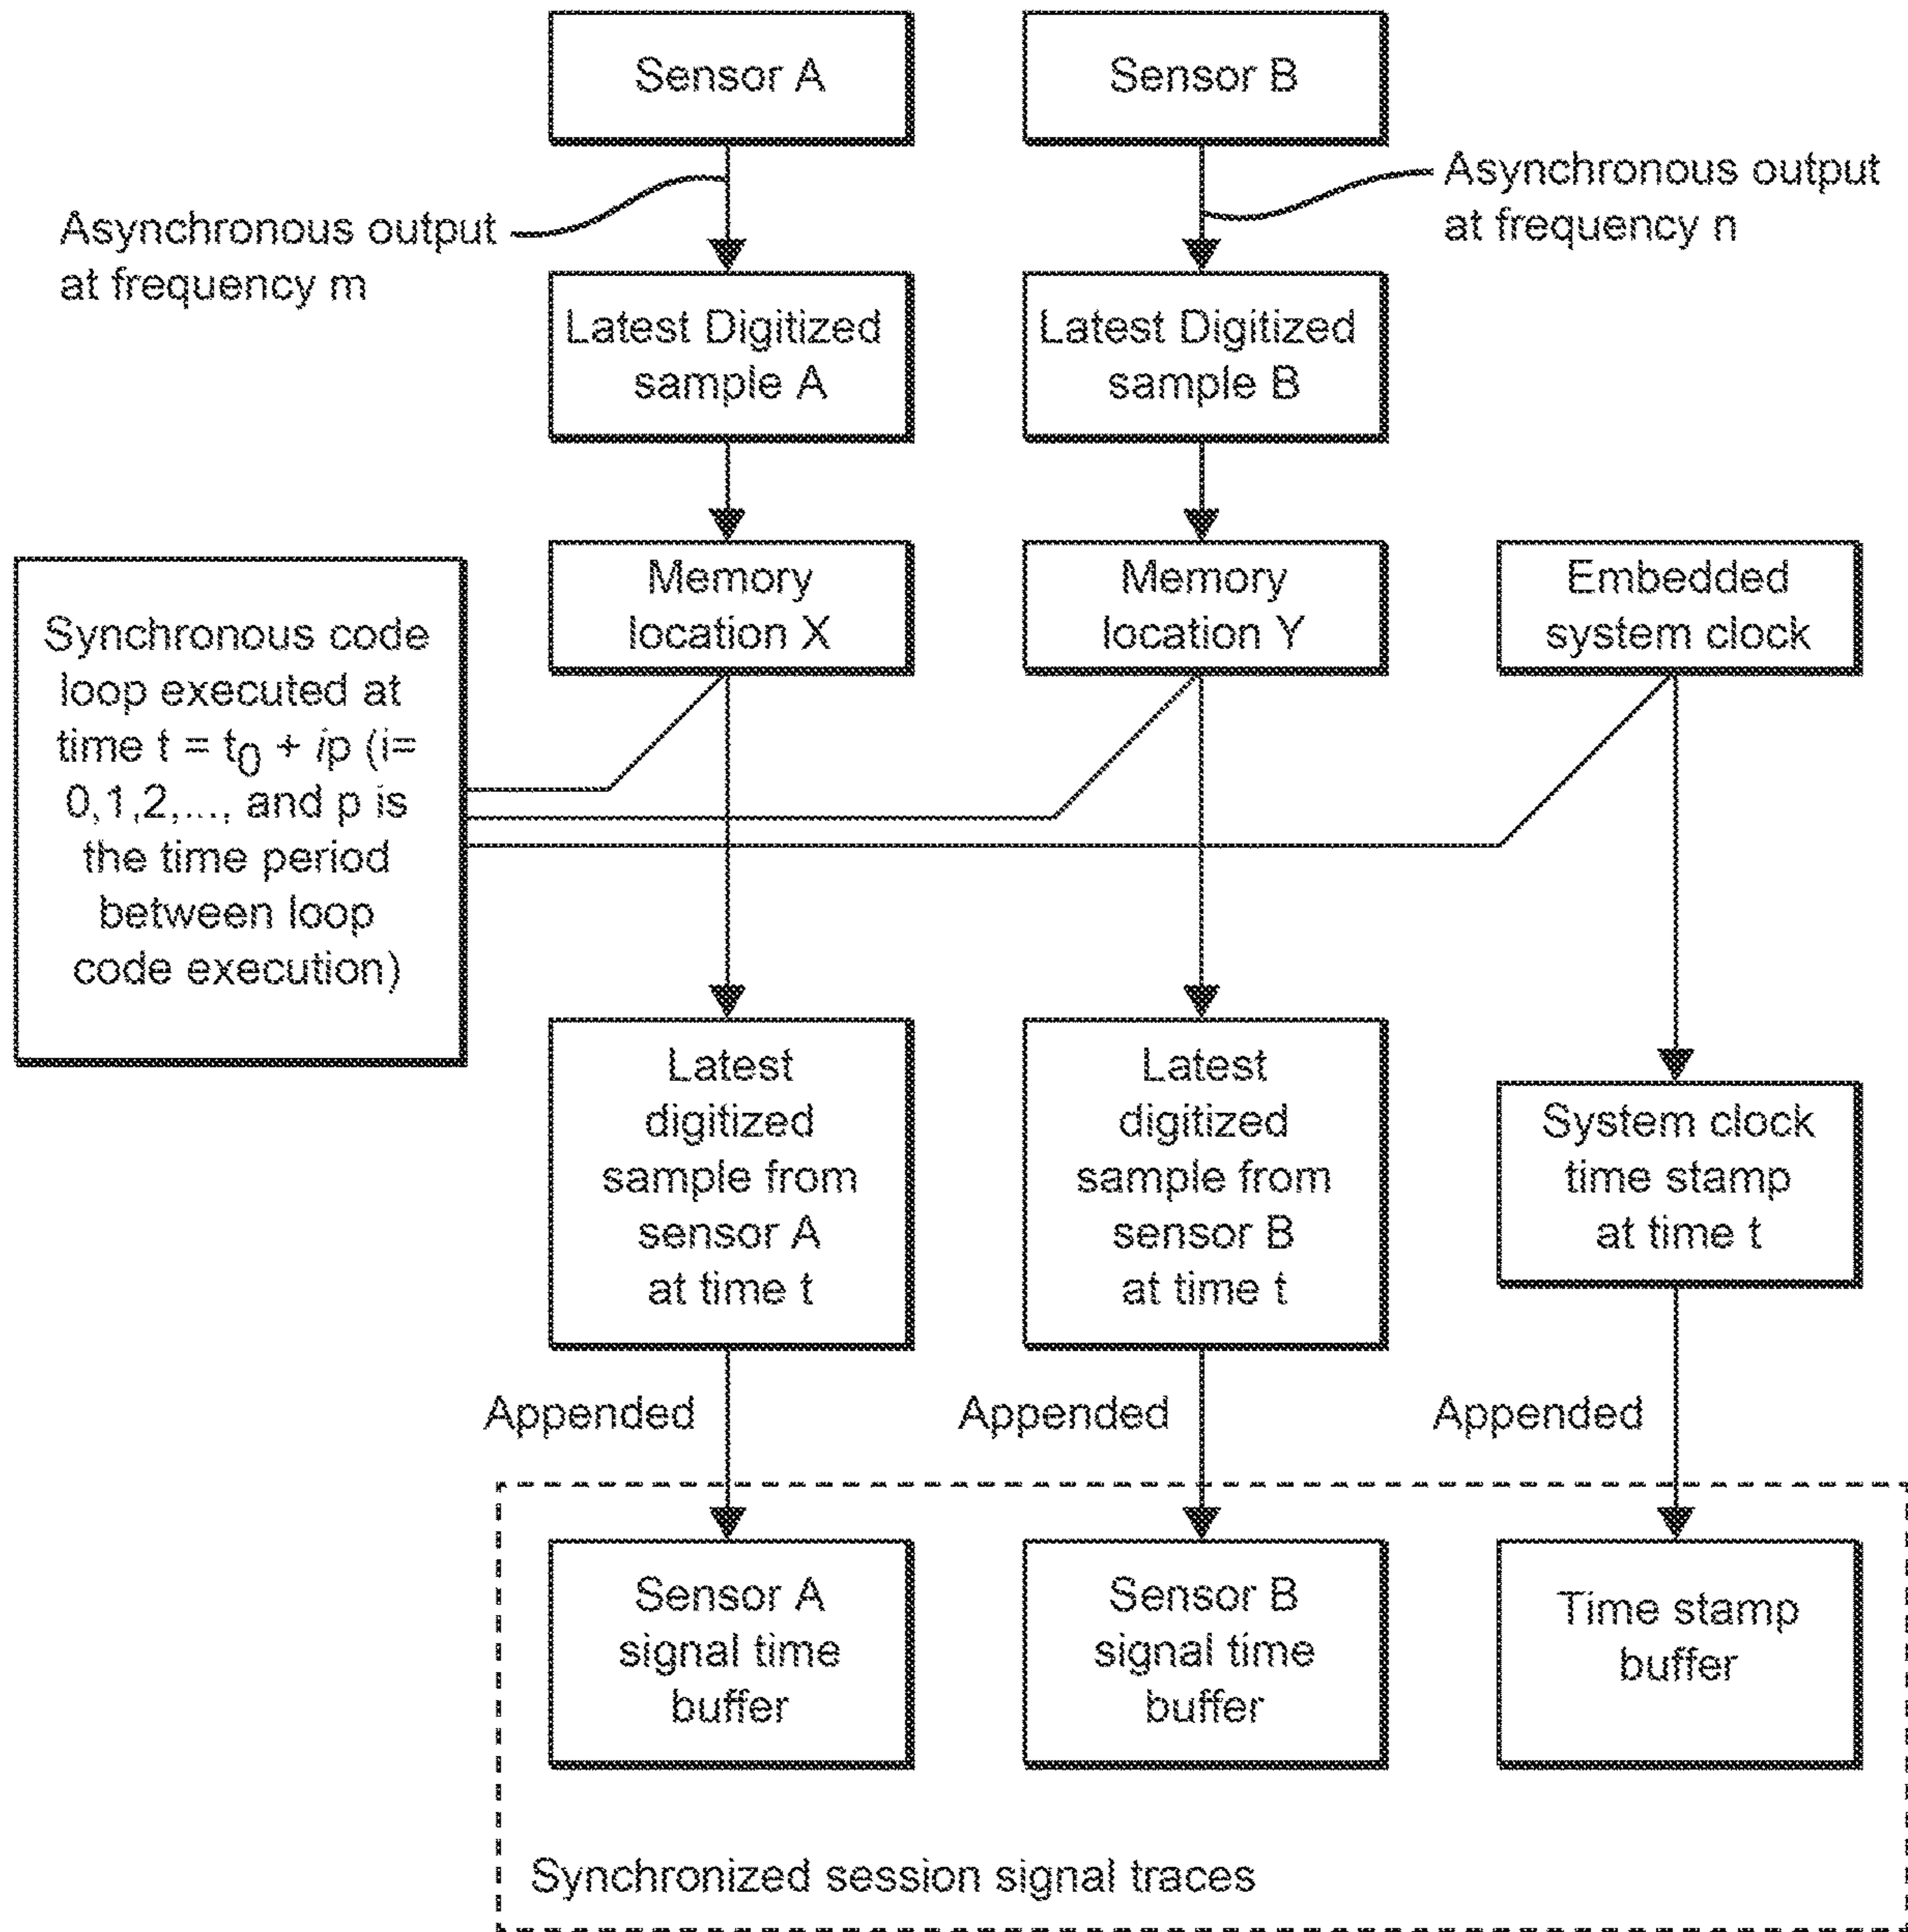 Sensor A
Sensor B
Asynchronous output
at frequency m
Asynchronous output
at frequency n
Latest Digitized
sample A
Latest Digitized
sample B
Synchronous code
loop executed at
time t = t0 + ip (i=
0,1,2,..., and p is
the time period
between loop
code execution)
Memory
location X
Memory
location Y
Embedded
system clock
Latest
digitized
sample from
sensor A
at time t
Latest
digitized
sample from
sensor B
at time t
System clock
time stamp
at time t
Appended
Appended
Appended
Sensor A
signal time
buffer
Sensor B
signal time
buffer
Time stamp
buffer
Synchronized session signal traces